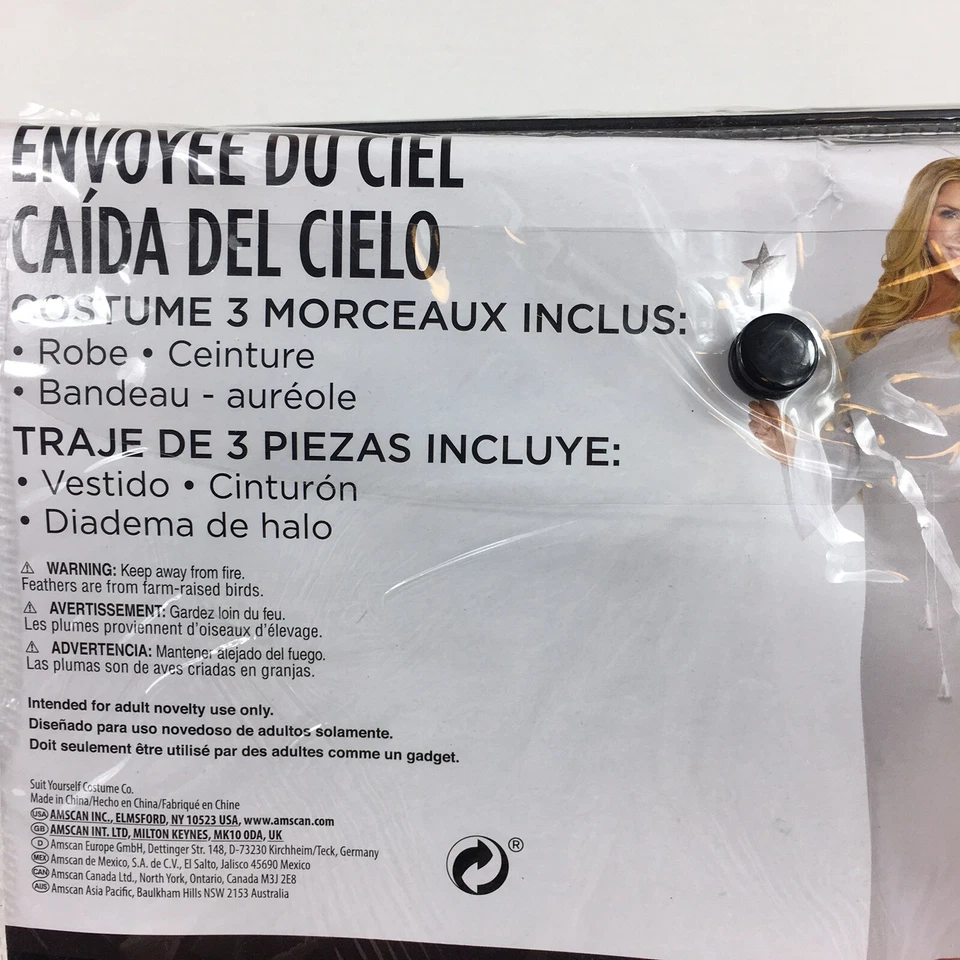 ENVOYÉE DU CIEL
CAÍDA DEL CIELO
COSTUME 3 MORCEAUX INCLUS:
• Robe • Ceinture
• Bandeau - auréole
TRAJE DE 3 PIEZAS INCLUYE:
• Vestido • Cinturón
• Diadema de halo
⚠ WARNING: Keep away from fire.
Feathers are from farm-raised birds.
⚠ AVERTISSEMENT: Gardez loin du feu.
Les plumes proviennent d'oiseaux d'élevage.
⚠ ADVERTENCIA: Mantener alejado del fuego.
Las plumas son de aves criadas en granjas.
Intended for adult novelty use only.
Diseñado para uso novedoso de adultos solamente.
Doit seulement être utilisé par des adultes comme un gadget.
Suit Yourself Costume Co.
Made in China/Hecho en China/Fabriqué en Chine
USA AMSCAN INC., ELMSFORD, NY 10523 USA, www.amscan.com
GB AMSCAN INT. LTD, MILTON KEYNES, MK10 0DA, UK
D Amscan Europe GmbH, Dettinger Str. 148, D-73230 Kirchheim/Teck, Germany
MEX Amscan de Mexico, S.A. de C.V., El Salto, Jalisco 45690 Mexico
CAN Amscan Canada Ltd., North York, Ontario, Canada M3J 2E8
AUS Amscan Asia Pacific, Baulkham Hills NSW 2153 Australia
®